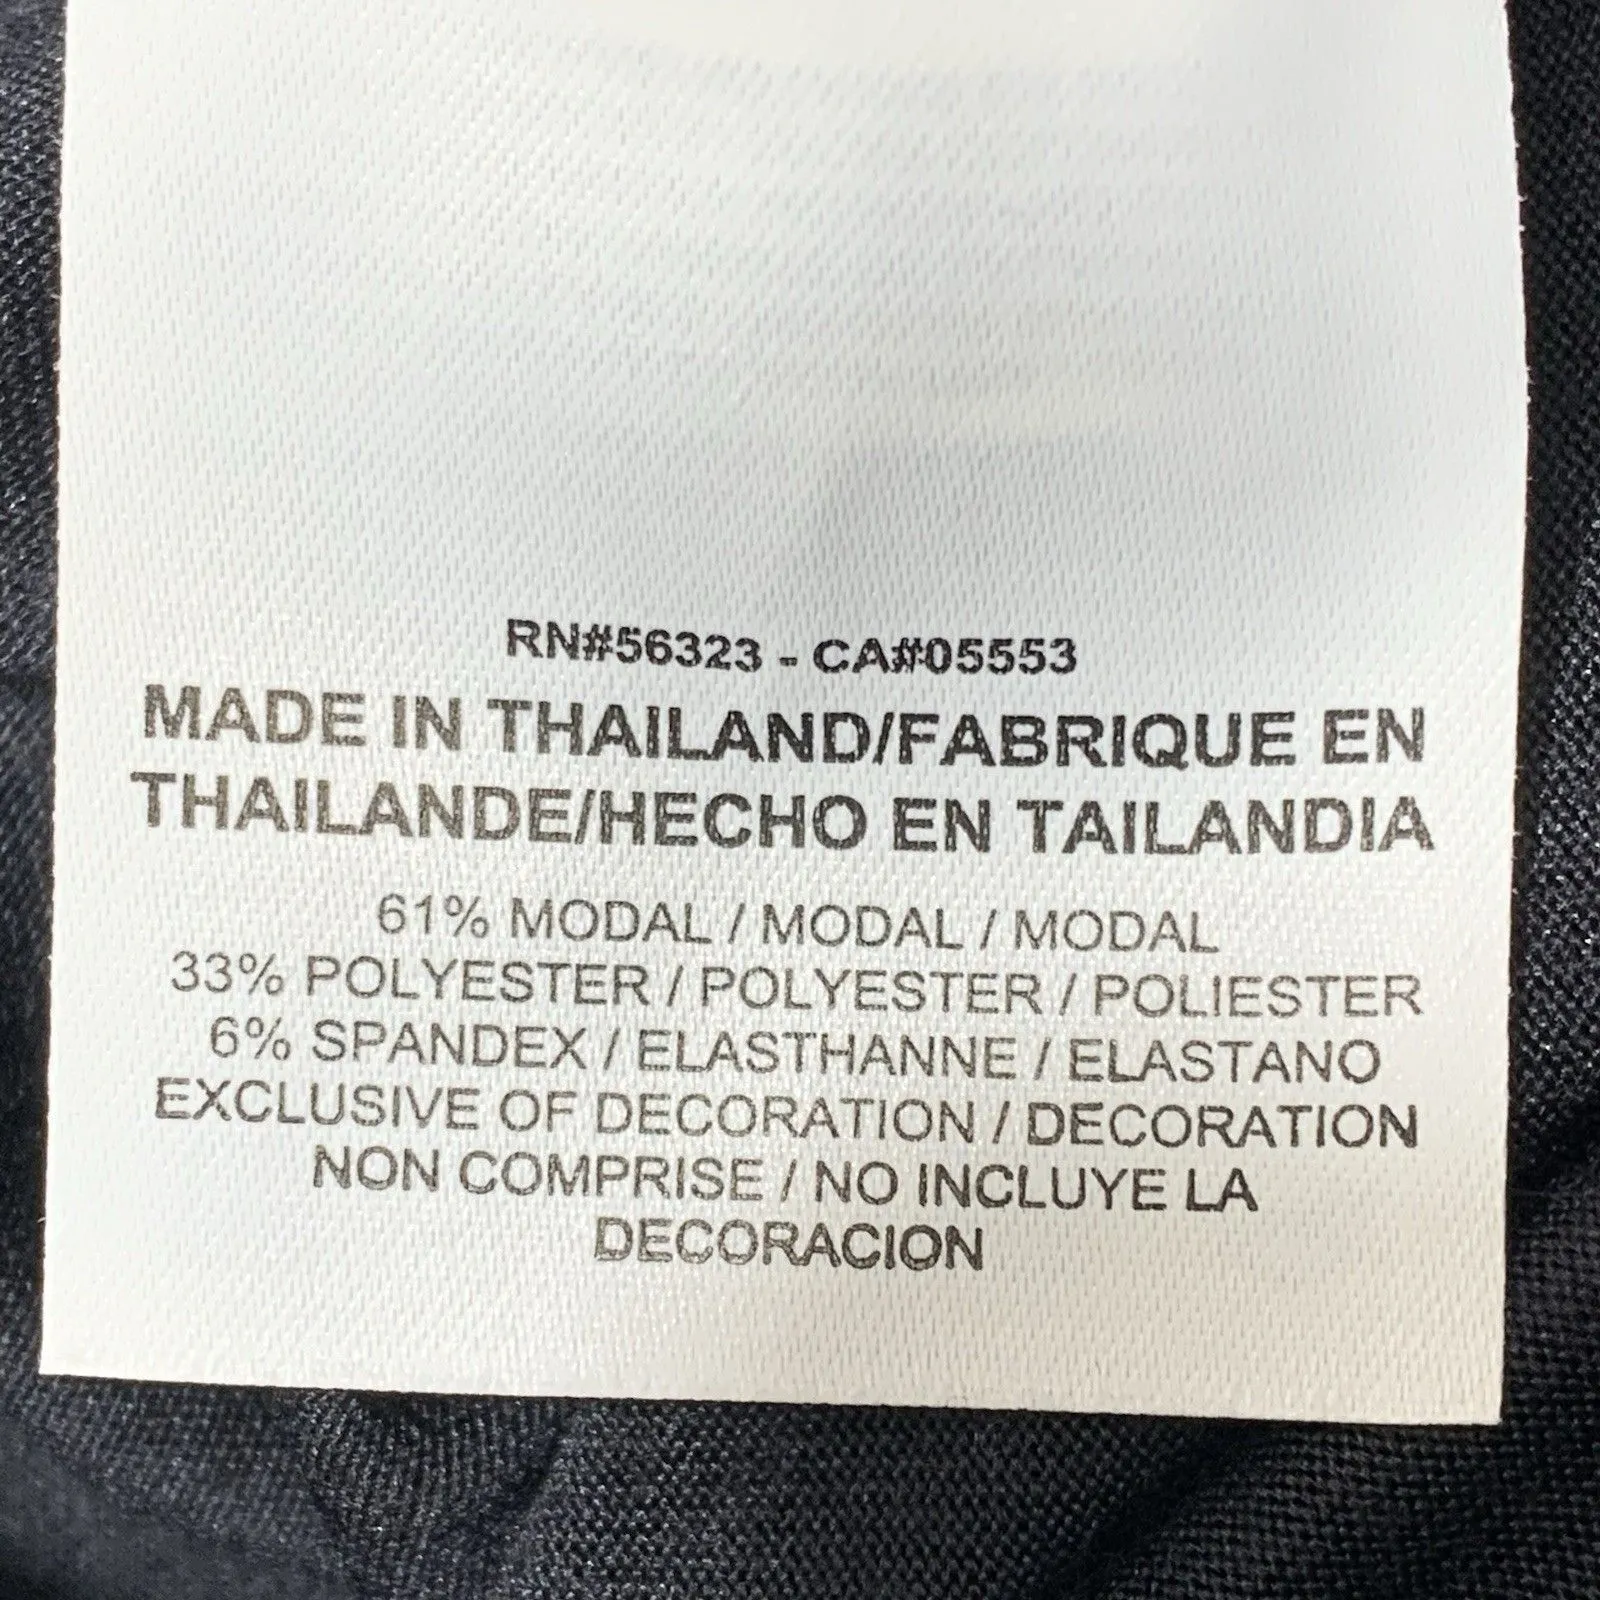 RN#56323 - CA#05553
MADE IN THAILAND/FABRIQUE EN
THAILANDE/HECHO EN TAILANDIA
61% MODAL / MODAL / MODAL
33% POLYESTER / POLYESTER / POLIESTER
6% SPANDEX / ELASTHANNE / ELASTANO
EXCLUSIVE OF DECORATION / DECORATION
NON COMPRISE / NO INCLUYE LA
DECORACION